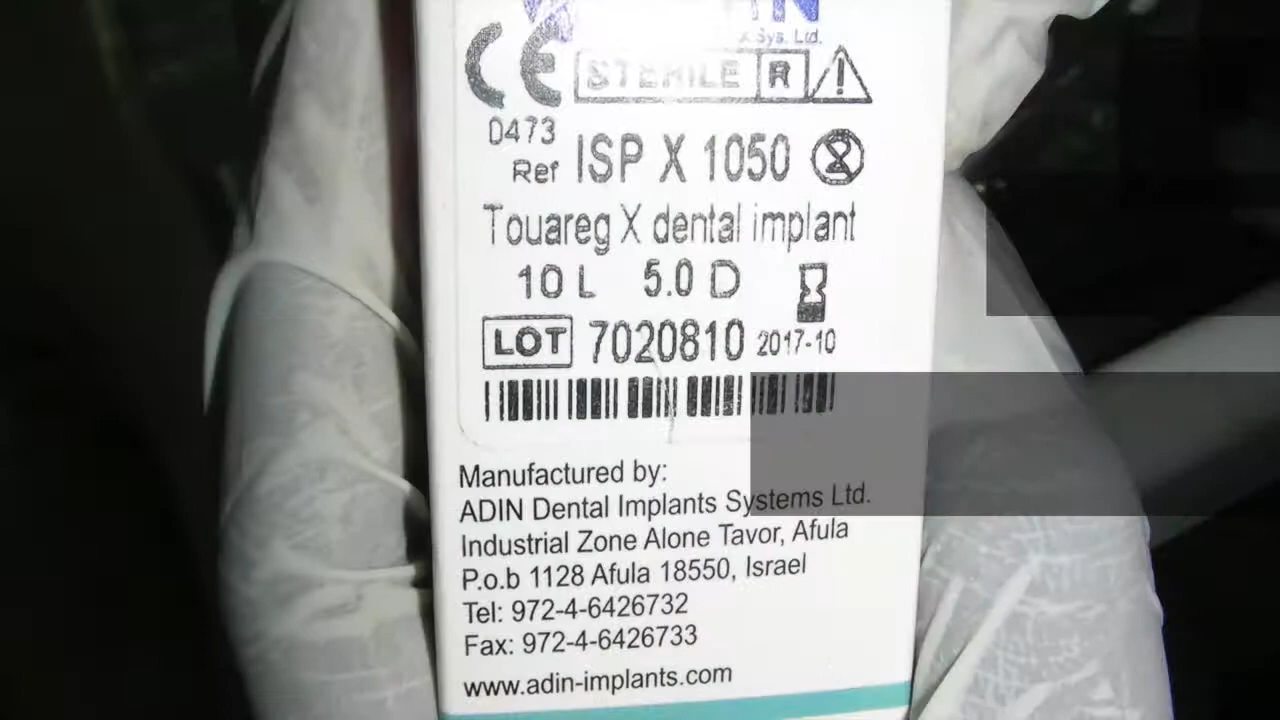 Sys. Ltd.
CE STERILE R
0473
Ref ISP X 1050
Touareg X dental implant
10 L 5.0 D
LOT 7020810 2017-10
Manufactured by:
ADIN Dental Implants Systems Ltd.
Industrial Zone Alone Tavor, Afula
P.o.b 1128 Afula 18550, Israel
Tel: 972-4-6426732
Fax: 972-4-6426733
www.adin-implants.com